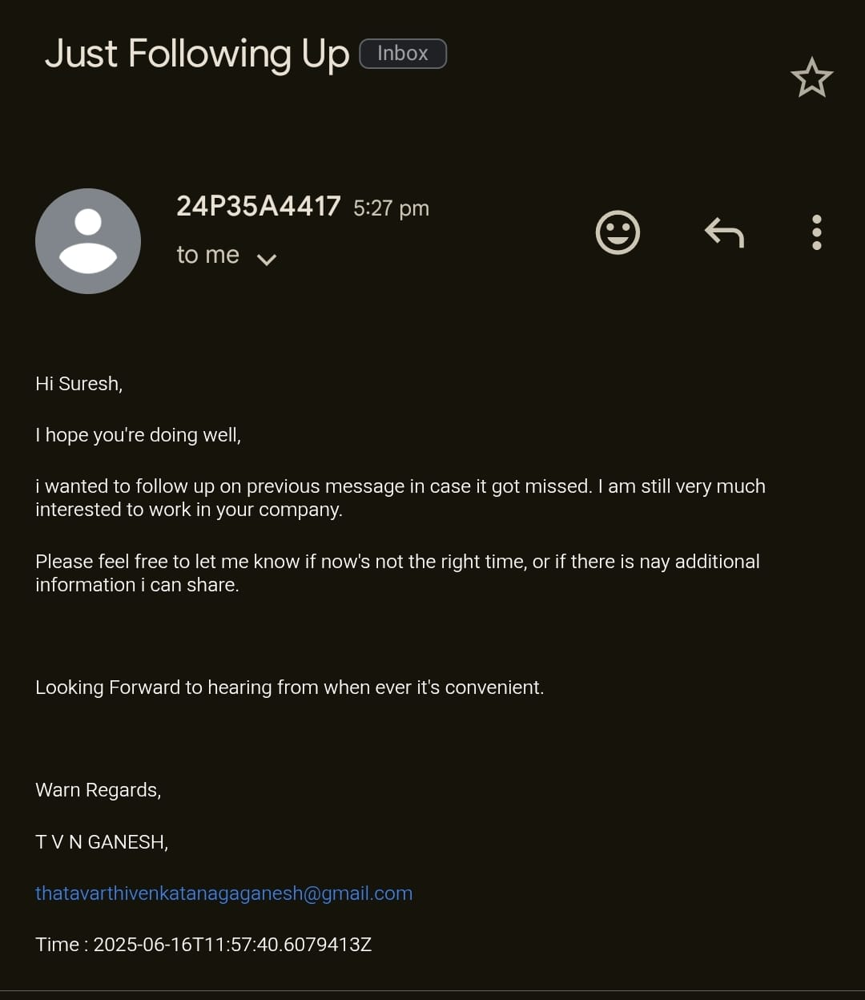 Just Following Up Inbox
24P35A4417 5:27 pm
to me
Hi Suresh,
I hope you're doing well,
i wanted to follow up on previous message in case it got missed. I am still very much
interested to work in your company.
Please feel free to let me know if now's not the right time, or if there is nay additional
information i can share.
Looking Forward to hearing from when ever it's convenient.
Warn Regards,
T V N GANESH,
thatavarthivenkatanagaganesh@gmail.com
Time : 2025-06-16T11:57:40.6079413Z